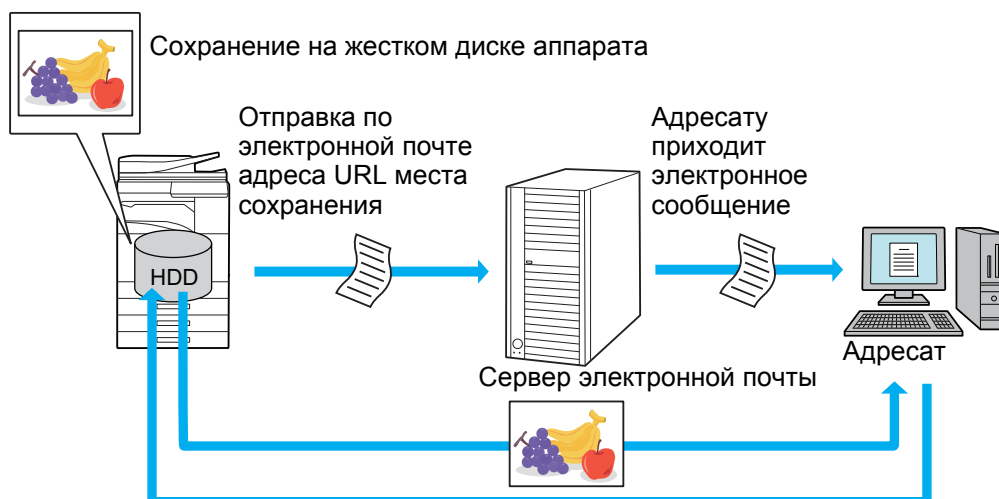 Сохранение на жестком диске аппарата
Отправка по
электронной почте
адреса URL места
сохранения
Адресату
приходит
электронное
сообщение
HDD
Адресат
Сервер электронной почты